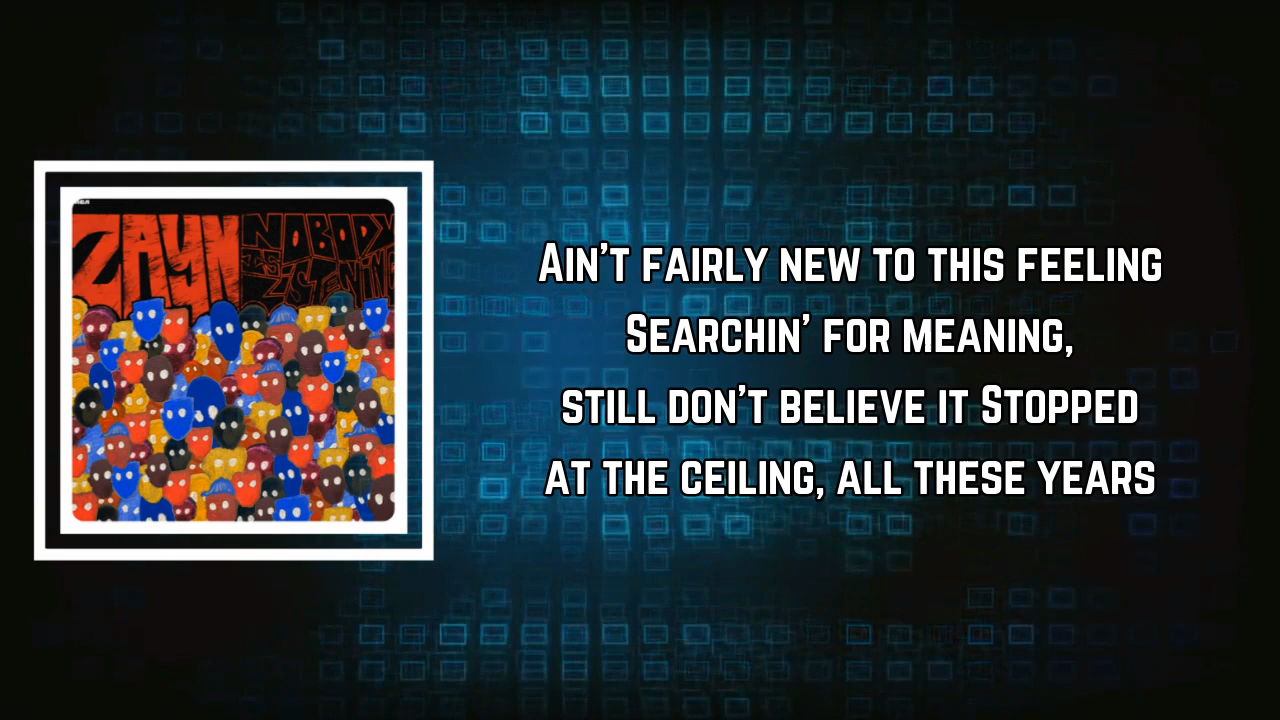 RCA
ZAYN NOBODY
IS
LISTENING
Ain't fairly new to this feeling
Searchin' for meaning,
still don't believe it Stopped
at the ceiling, all these years